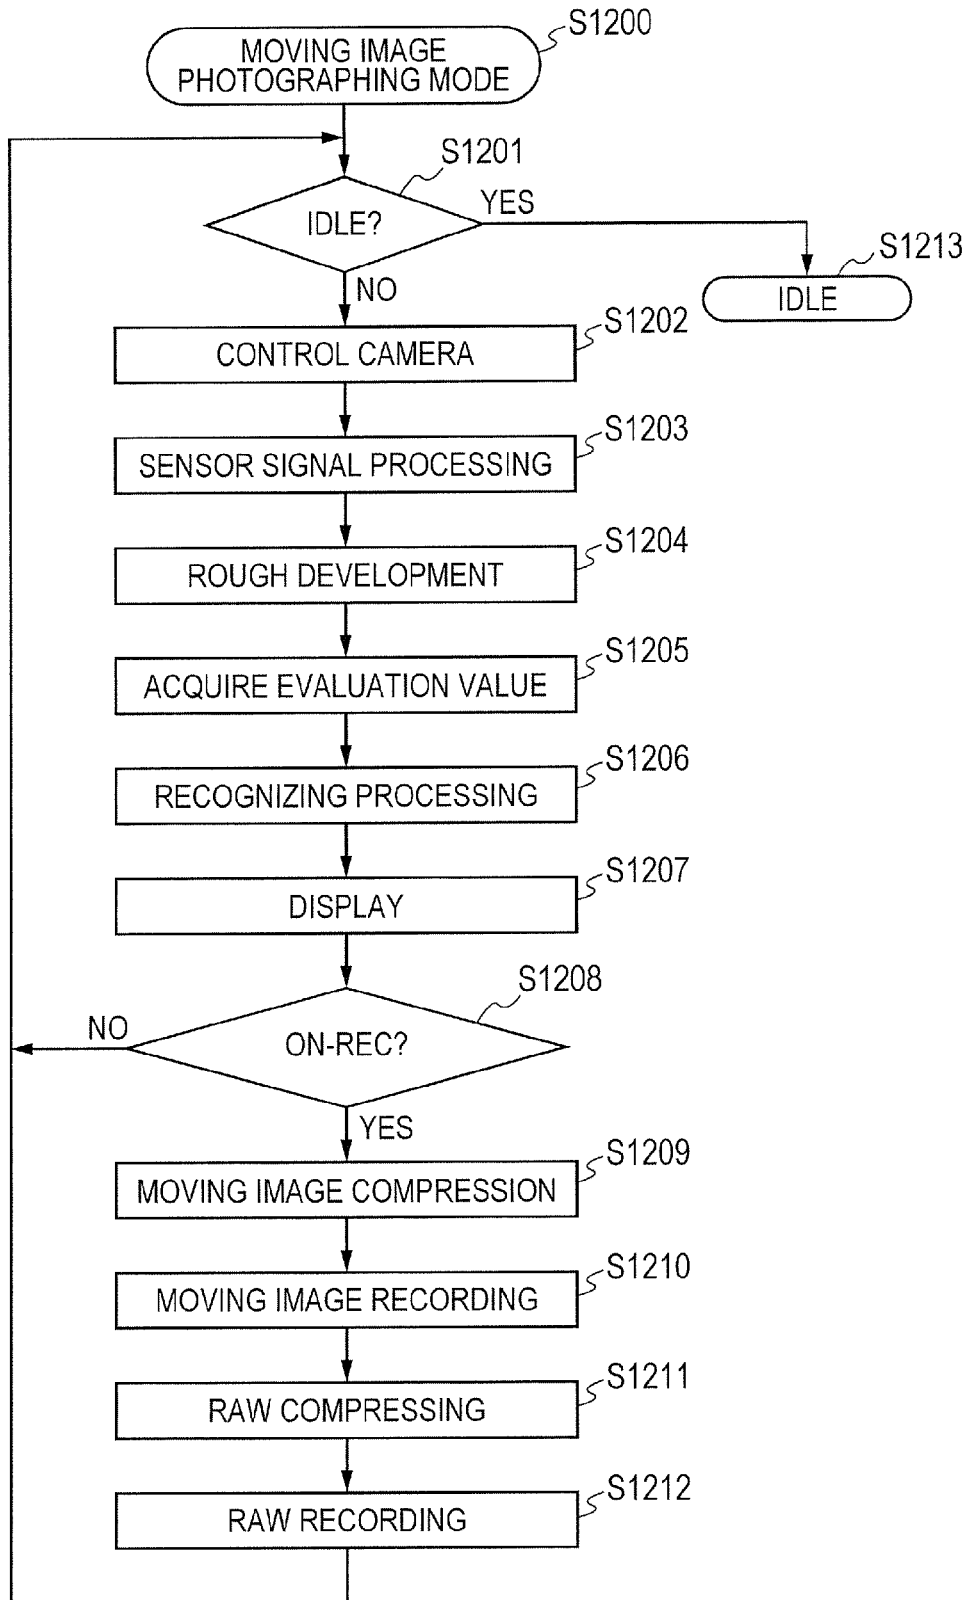 S1200
MOVING IMAGE
PHOTOGRAPHING MODE
S1201
IDLE?
YES
S1213
IDLE
NO
S1202
CONTROL CAMERA
S1203
SENSOR SIGNAL PROCESSING
S1204
ROUGH DEVELOPMENT
S1205
ACQUIRE EVALUATION VALUE
S1206
RECOGNIZING PROCESSING
S1207
DISPLAY
S1208
ON-REC?
NO
YES
S1209
MOVING IMAGE COMPRESSION
S1210
MOVING IMAGE RECORDING
S1211
RAW COMPRESSING
S1212
RAW RECORDING